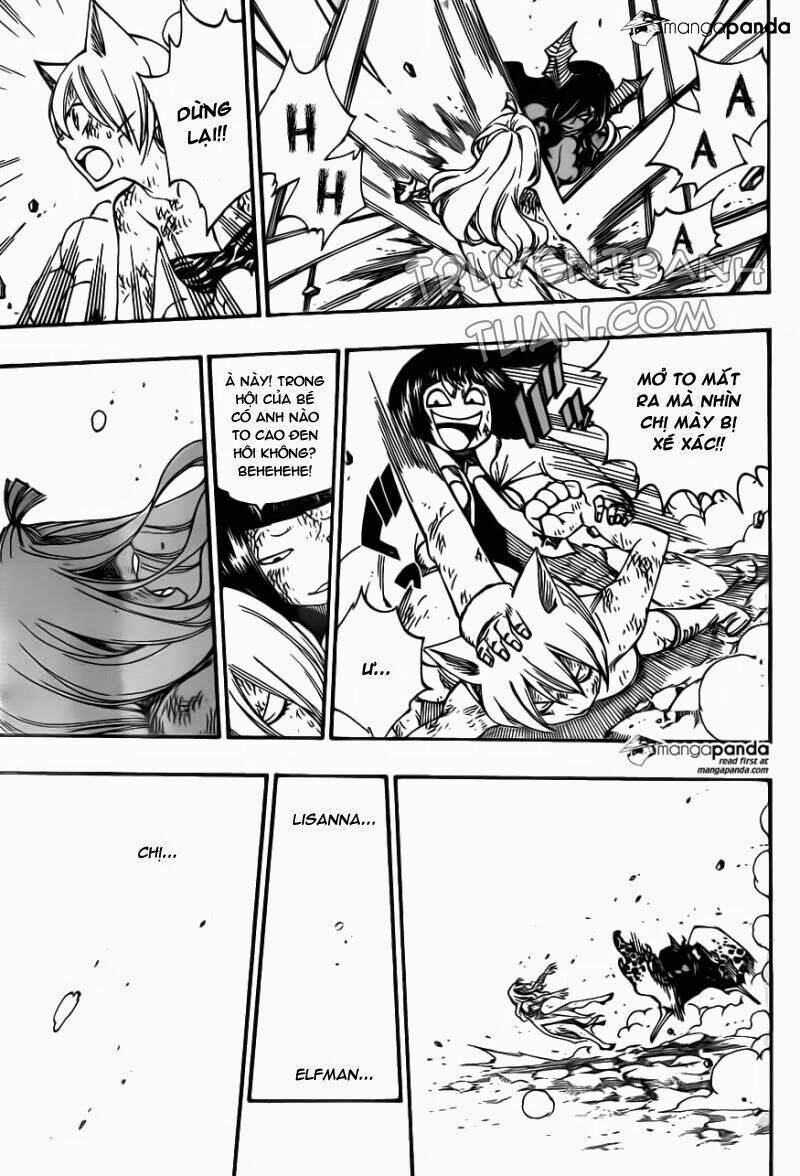 mangapanda
A
A
A
H
H
DỪNG
LẠI!!
TRUYENTRANH
TUAN.COM
MỞ TO MẮT
RA MÀ NHÌN
CHỊ MÀY BỊ
XÉ XÁC!!
Ư...
À NÀY! TRONG
HỘI CỦA BÉ
CÓ ANH NÀO
TO CAO ĐEN
HÔI KHÔNG?
BEHEHEHE!
mangapanda
read first at
mangapanda.com
LISANNA...
ELFMAN...
CHỊ...